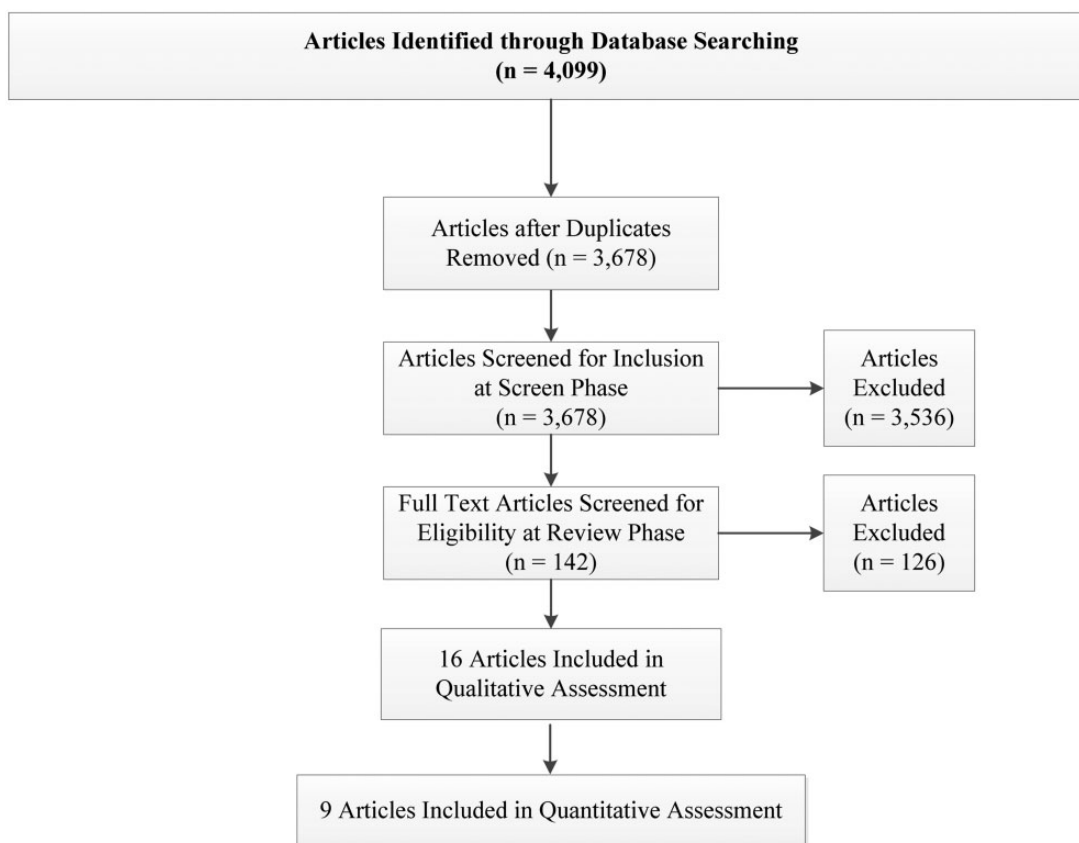 Articles Identified through Database Searching
(n = 4,099)
Articles after Duplicates
Removed (n = 3,678)
Articles Screened for Inclusion
at Screen Phase
(n = 3,678)
Articles
Excluded
(n = 3,536)
Full Text Articles Screened for
Eligibility at Review Phase
(n = 142)
Articles
Excluded
(n = 126)
16 Articles Included in
Qualitative Assessment
9 Articles Included in Quantitative Assessment